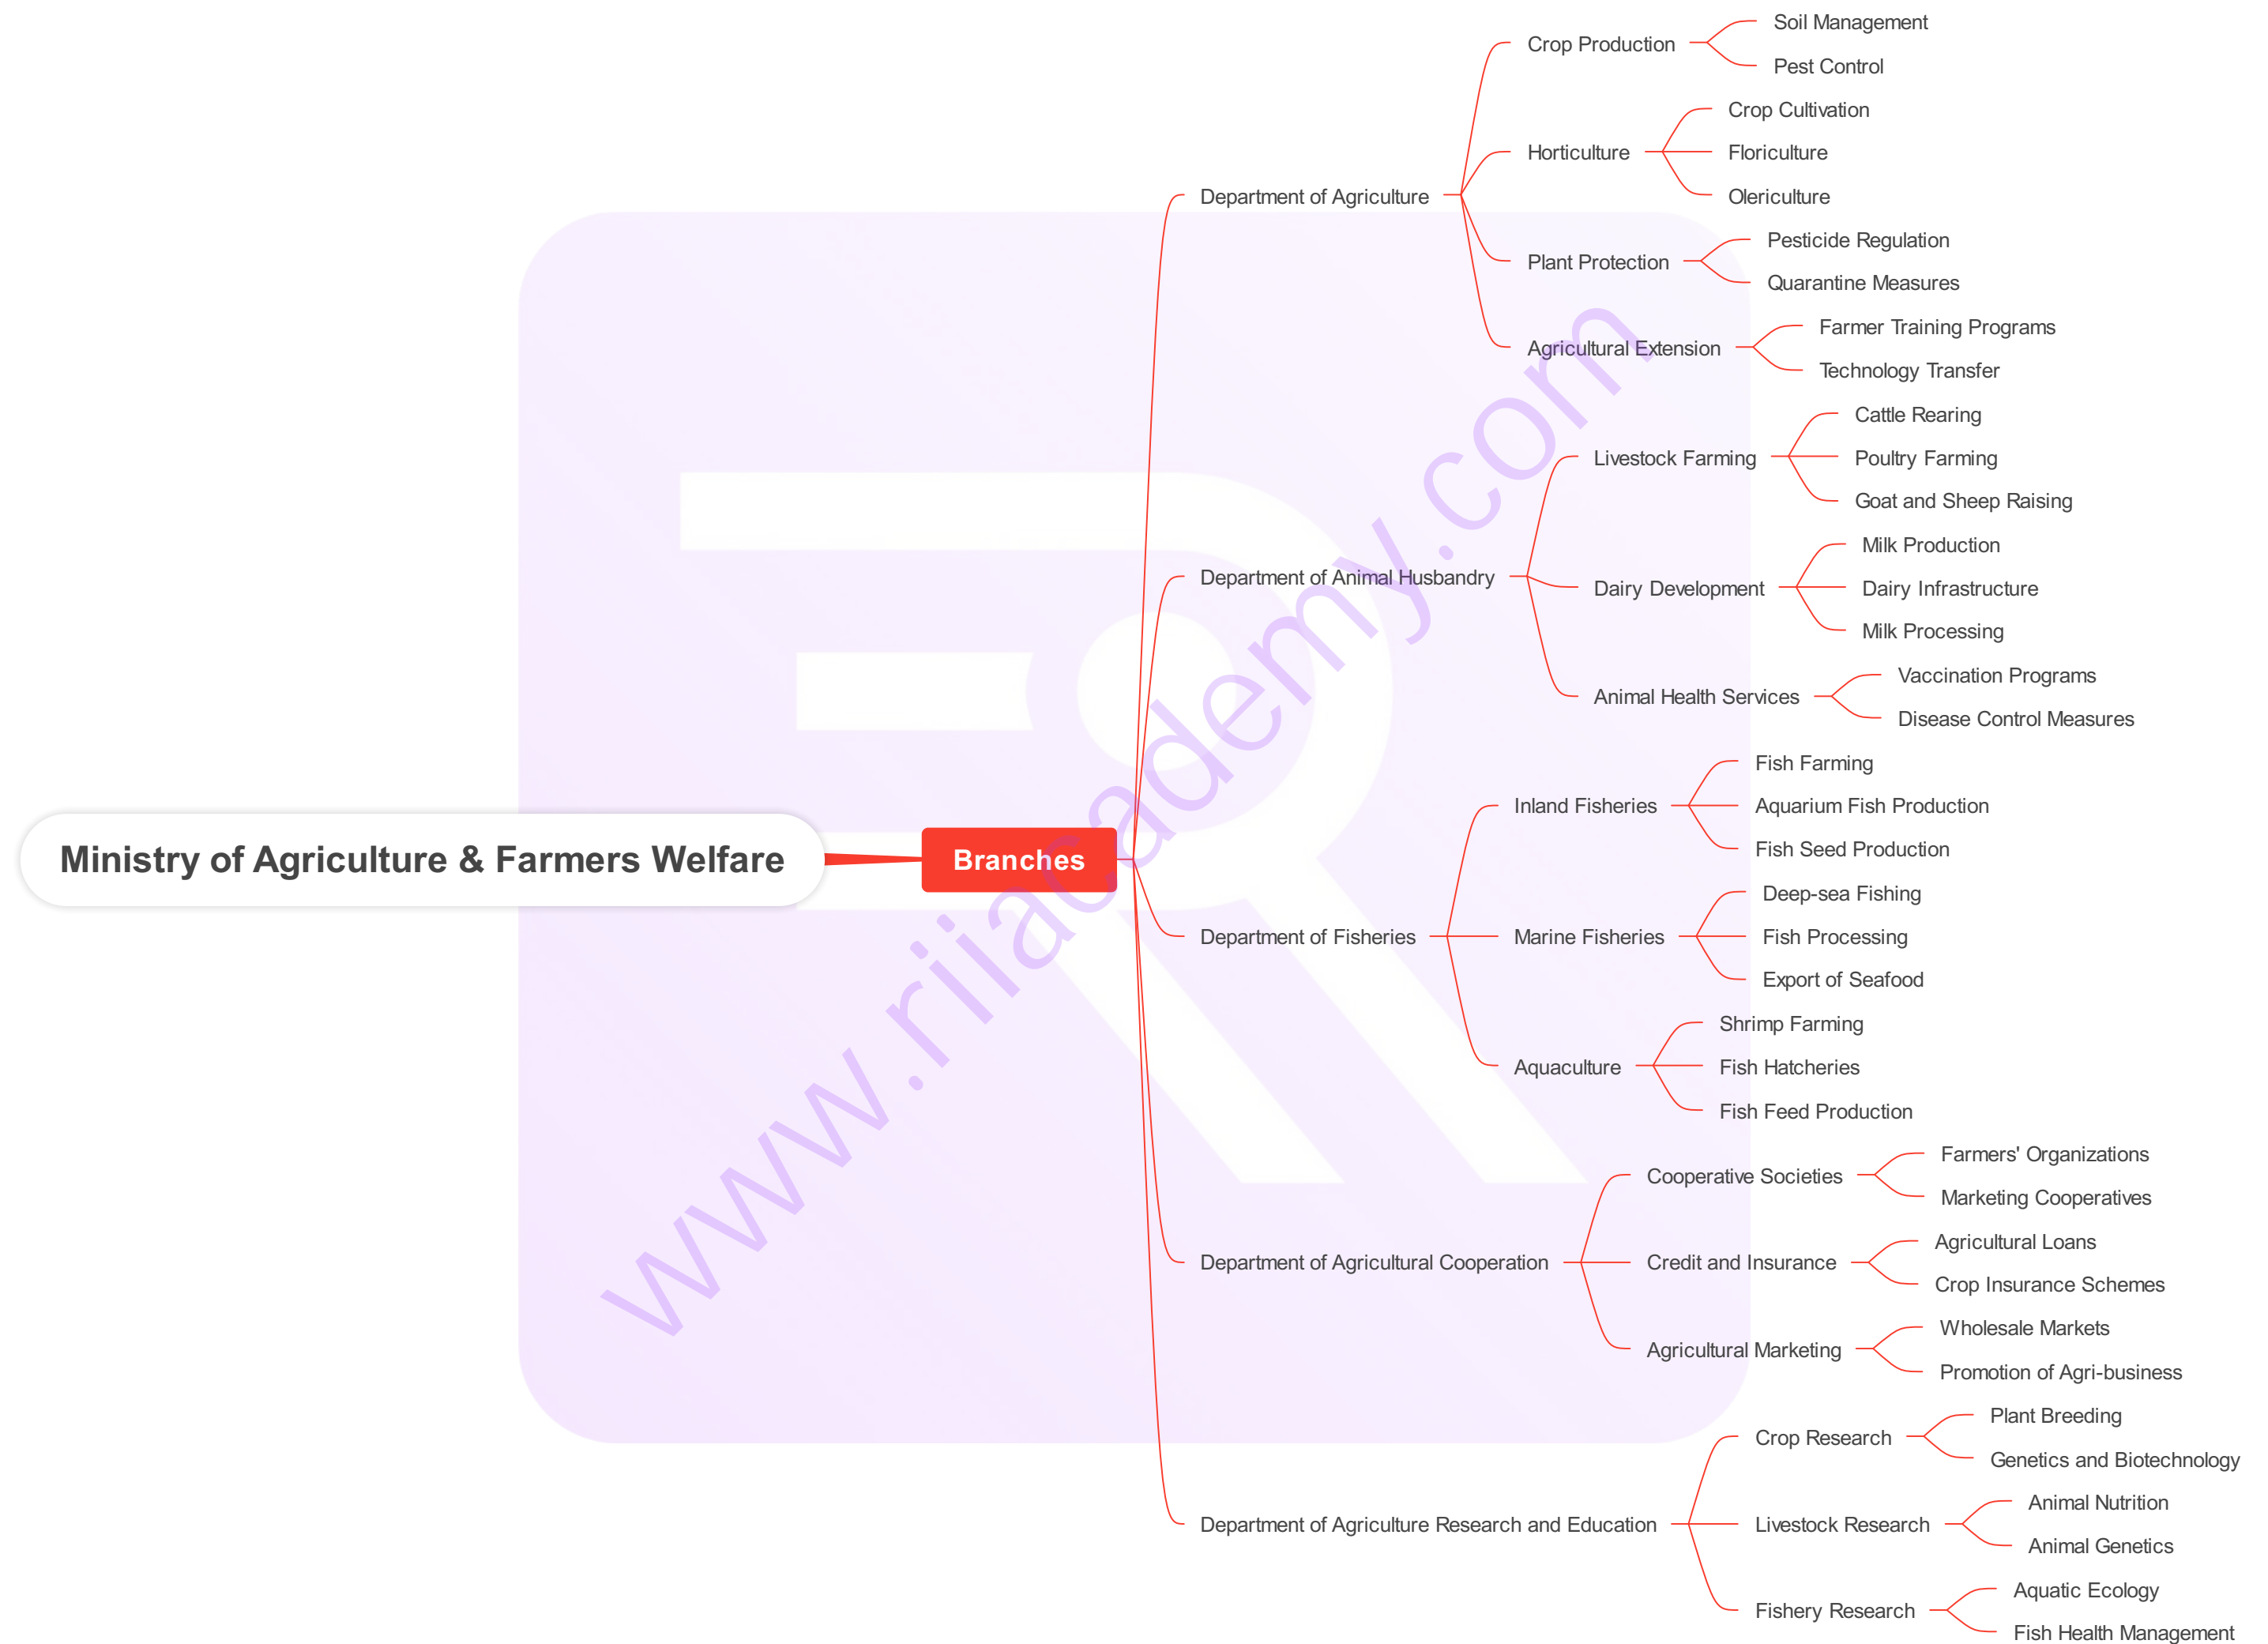 Ministry of Agriculture & Farmers Welfare
Branches
Department of Agriculture
Crop Production
Soil Management
Pest Control
Horticulture
Crop Cultivation
Floriculture
Olericulture
Plant Protection
Pesticide Regulation
Quarantine Measures
Agricultural Extension
Farmer Training Programs
Technology Transfer
Department of Animal Husbandry
Livestock Farming
Cattle Rearing
Poultry Farming
Goat and Sheep Raising
Dairy Development
Milk Production
Dairy Infrastructure
Milk Processing
Animal Health Services
Vaccination Programs
Disease Control Measures
Department of Fisheries
Inland Fisheries
Fish Farming
Aquarium Fish Production
Fish Seed Production
Marine Fisheries
Deep-sea Fishing
Fish Processing
Export of Seafood
Aquaculture
Shrimp Farming
Fish Hatcheries
Fish Feed Production
Department of Agricultural Cooperation
Cooperative Societies
Farmers' Organizations
Marketing Cooperatives
Credit and Insurance
Agricultural Loans
Crop Insurance Schemes
Agricultural Marketing
Wholesale Markets
Promotion of Agri-business
Department of Agriculture Research and Education
Crop Research
Plant Breeding
Genetics and Biotechnology
Livestock Research
Animal Nutrition
Animal Genetics
Fishery Research
Aquatic Ecology
Fish Health Management
www.riiacademy.com